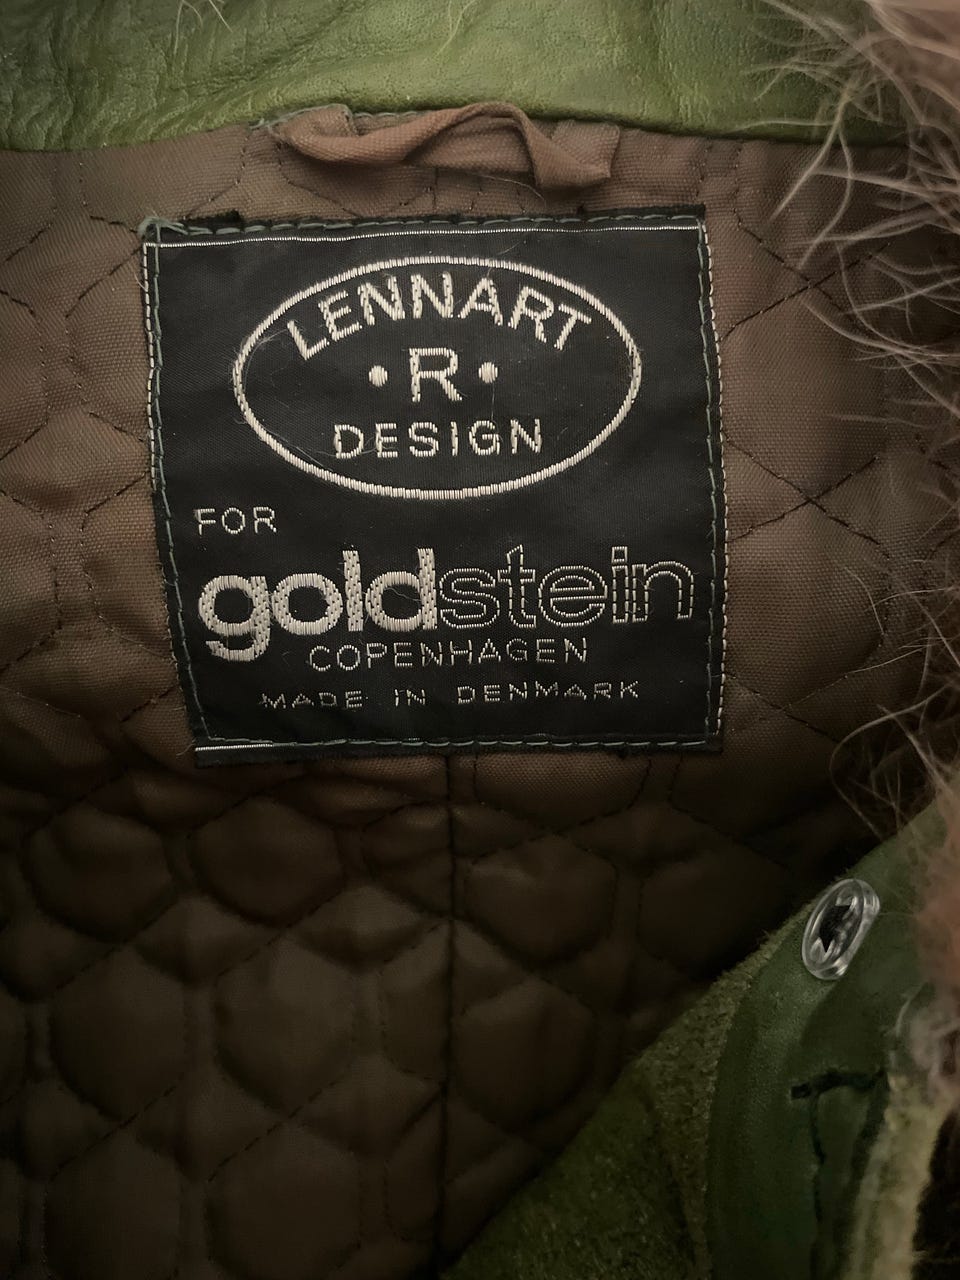 LENNART
• R •
DESIGN
FOR
goldstein
COPENHAGEN
MADE IN DENMARK